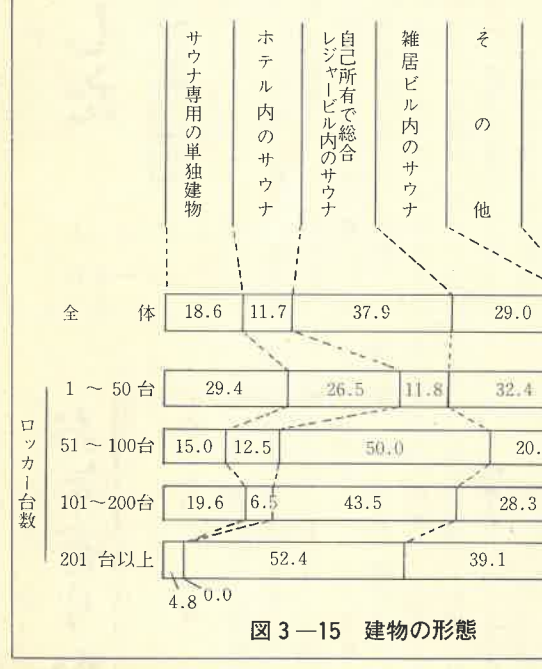 サウナ専用の単独建物
ホテル内のサウナ
自己所有で総合
レジャービル内のサウナ
雑居ビル内のサウナ
その他
全体 18.6 11.7 37.9 29.0
ロッカー台数
1 ～ 50台 29.4 26.5 11.8 32.4
51 ～ 100台 15.0 12.5 50.0 20.
101～200台 19.6 6.5 43.5 28.3
201 台以上 52.4 39.1
4.8 0.0
図3―15 建物の形態